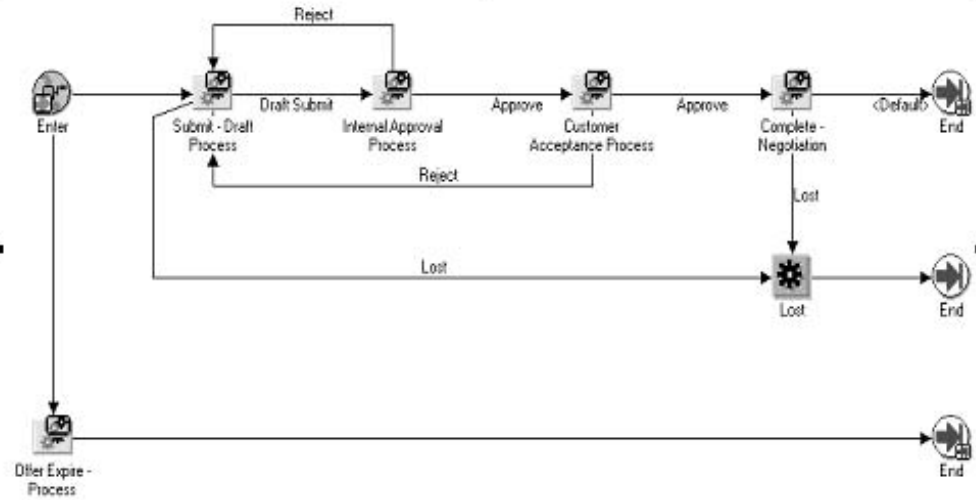 Reject
Enter
Draft Submit
Approve
Approve
<Default>
End
Submit - Draft
Process
Internal Approval
Process
Customer
Acceptance Process
Complete -
Negotiation
Reject
Lost
Lost
Lost
End
Offer Expire -
Process
End